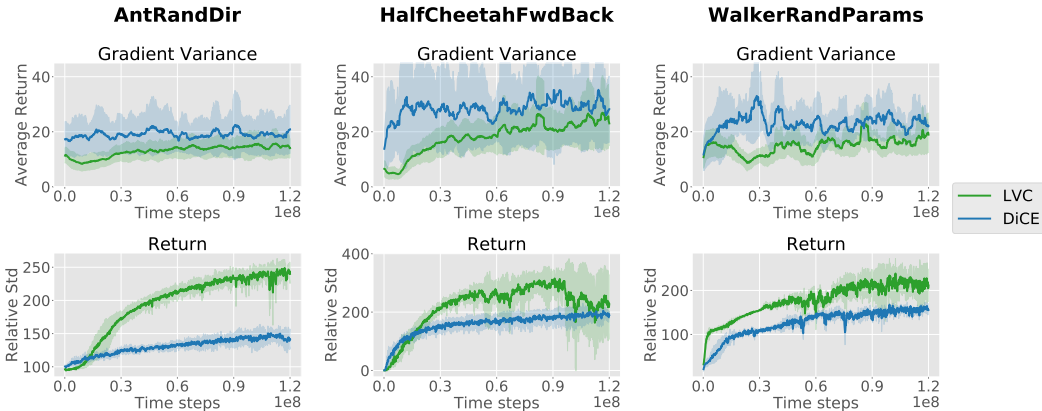 AntRandDir HalfCheetahFwdBack WalkerRandParams
Gradient Variance Gradient Variance Gradient Variance
Average Return Average Return Average Return
40 40 40
20 20 20
0 0 0
0.0 0.3 0.6 0.9 1.2 0.0 0.3 0.6 0.9 1.2 0.0 0.3 0.6 0.9 1.2
Time steps 1e8 Time steps 1e8 Time steps 1e8
LVC
DiCE
Return Return Return
Relative Std Relative Std Relative Std
250 400
200 200 200
150
100 0 100
0.0 0.3 0.6 0.9 1.2 0.0 0.3 0.6 0.9 1.2 0.0 0.3 0.6 0.9 1.2
Time steps 1e8 Time steps 1e8 Time steps 1e8